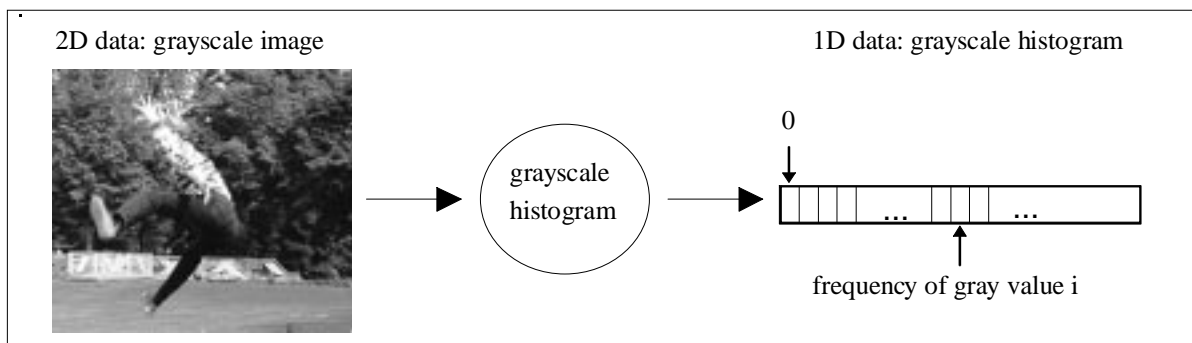 2D data: grayscale image
1D data: grayscale histogram
0
grayscale
histogram
... ...
frequency of gray value i